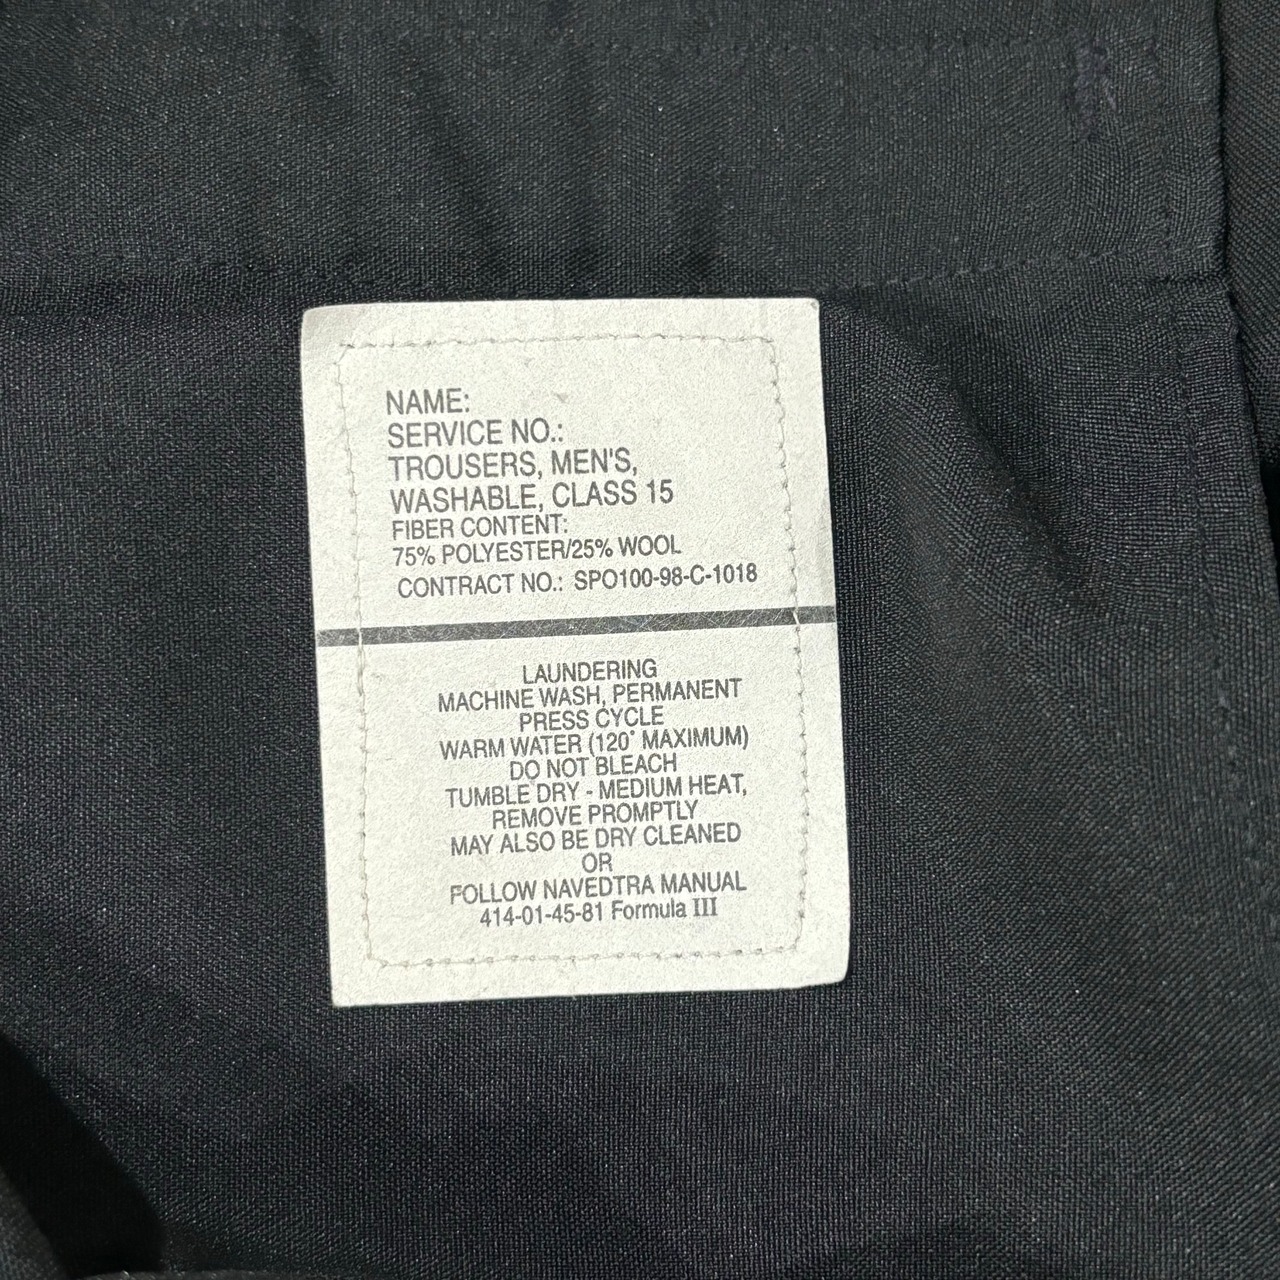 NAME:
SERVICE NO.:
TROUSERS, MEN'S,
WASHABLE, CLASS 15
FIBER CONTENT:
75% POLYESTER/25% WOOL
CONTRACT NO.: SPO100-98-C-1018
LAUNDERING
MACHINE WASH, PERMANENT
PRESS CYCLE
WARM WATER (120° MAXIMUM)
DO NOT BLEACH
TUMBLE DRY - MEDIUM HEAT,
REMOVE PROMPTLY
MAY ALSO BE DRY CLEANED
OR
FOLLOW NAVEDTRA MANUAL
414-01-45-81 Formula III